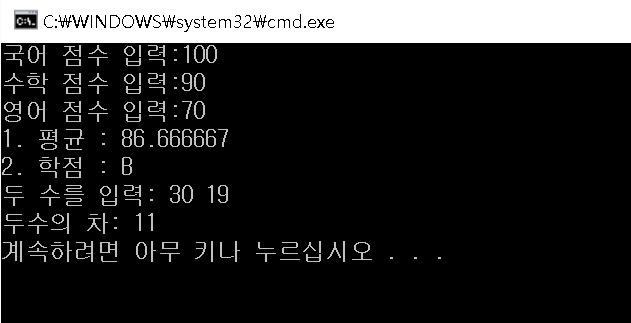 C:₩WINDOWS₩system32₩cmd.exe
국어 점수 입력:100
수학 점수 입력:90
영어 점수 입력:70
1. 평균 : 86.666667
2. 학점 : B
두 수를 입력: 30 19
두수의 차: 11
계속하려면 아무 키나 누르십시오 . . .